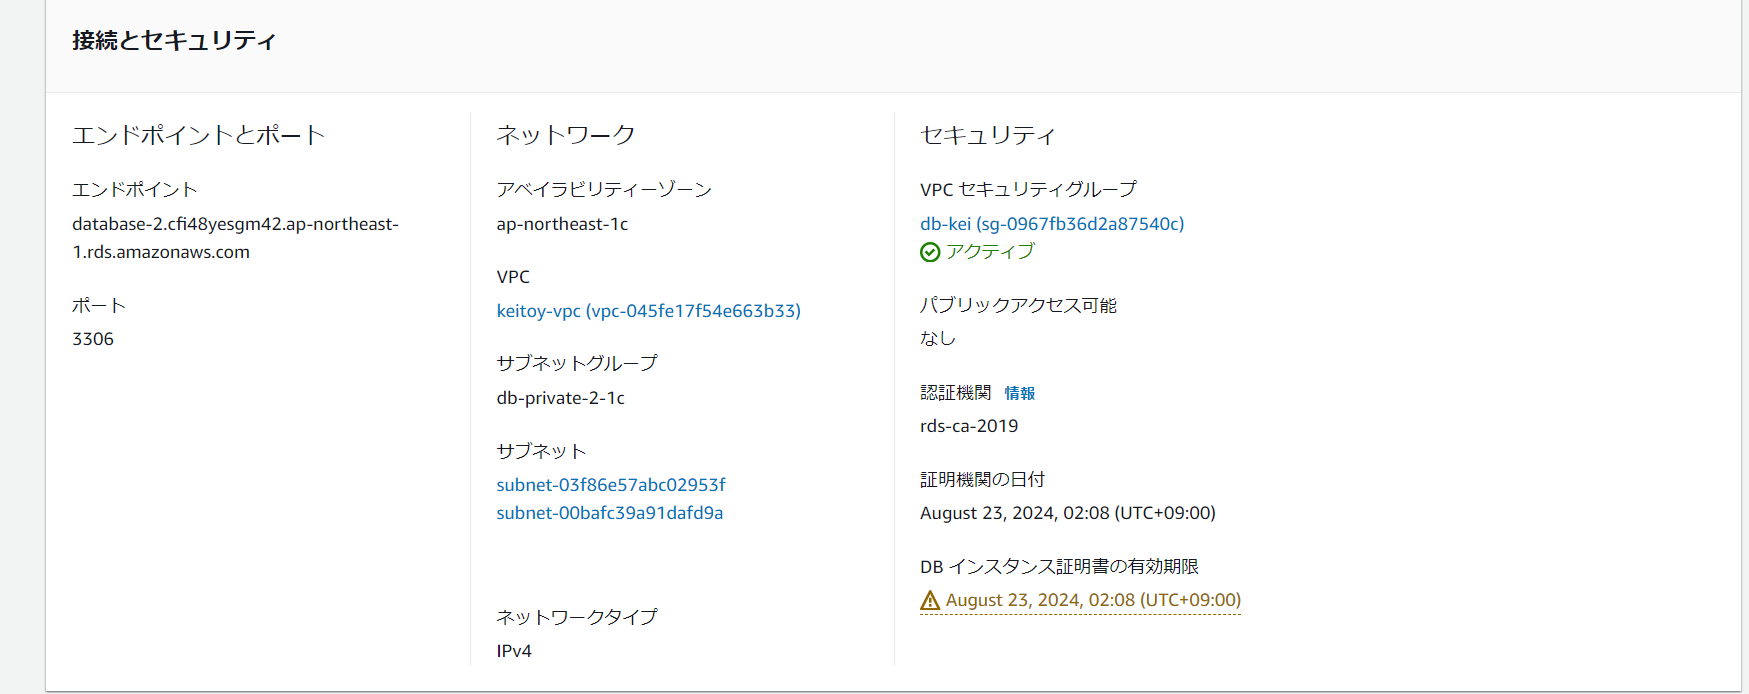 接続とセキュリティ
エンドポイントとポート
エンドポイント
database-2.cfi48yesgm42.ap-northeast-
1.rds.amazonaws.com
ポート
3306
ネットワーク
アベイラビリティーゾーン
ap-northeast-1c
VPC
keitoy-vpc (vpc-045fe17f54e663b33)
サブネットグループ
db-private-2-1c
サブネット
subnet-03f86e57abc02953f
subnet-00bafc39a91dafd9a
ネットワークタイプ
IPv4
セキュリティ
VPC セキュリティグループ
db-kei (sg-0967fb36d2a87540c)
アクティブ
パブリックアクセス可能
なし
認証機関 情報
rds-ca-2019
証明機関の日付
August 23, 2024, 02:08 (UTC+09:00)
DB インスタンス証明書の有効期限
August 23, 2024, 02:08 (UTC+09:00)